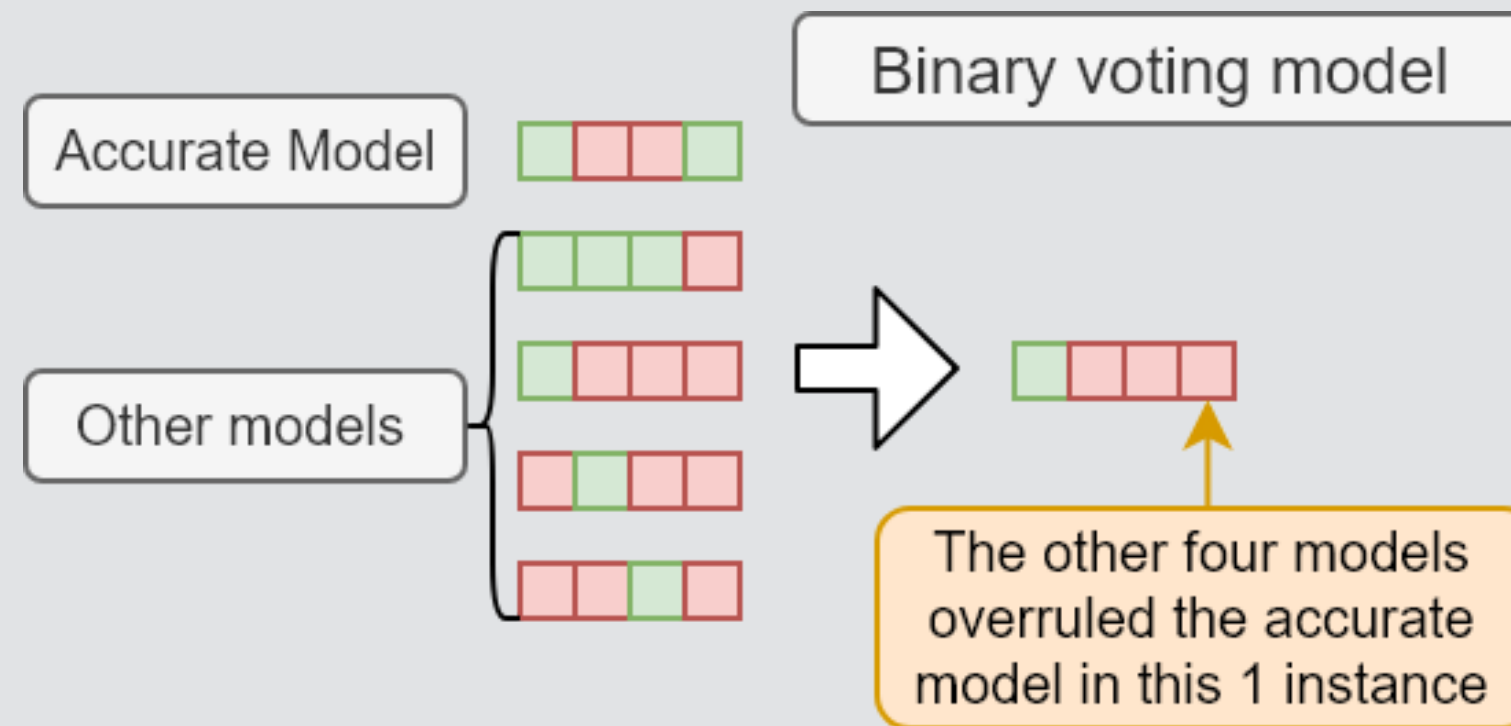 Binary voting model
Accurate Model
Other models
The other four models
overruled the accurate
model in this 1 instance